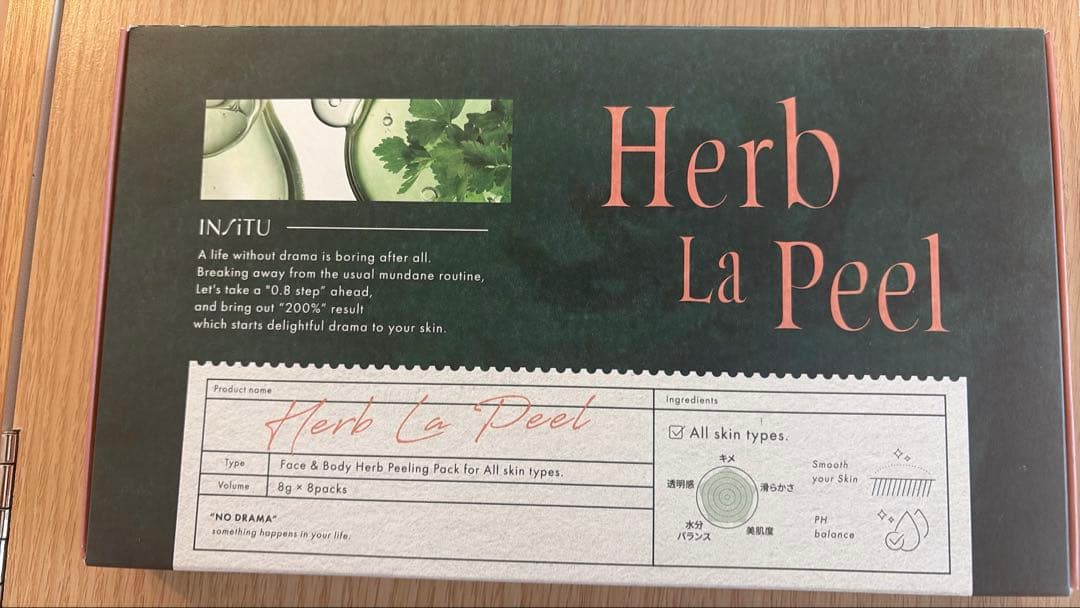 Herb
La Peel
INSiTU
A life without drama is boring after all.
Breaking away from the usual mundane routine,
Let's take a "0.8 step" ahead,
and bring out "200%" result
which starts delightful drama to your skin.
Product name
Herb La Peel
Type
Face & Body Herb Peeling Pack for All skin types.
Volume
8g × 8packs
"NO DRAMA"
something happens in your life.
Ingredients
All skin types.
キメ
透明感
滑らかさ
水分
バランス
美肌度
Smooth
your Skin
PH
balance